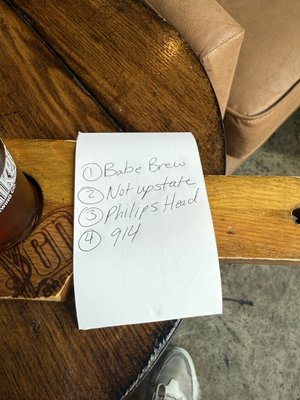 ① Babe Brew
② Not upstate
③ Philips Head
④ 914